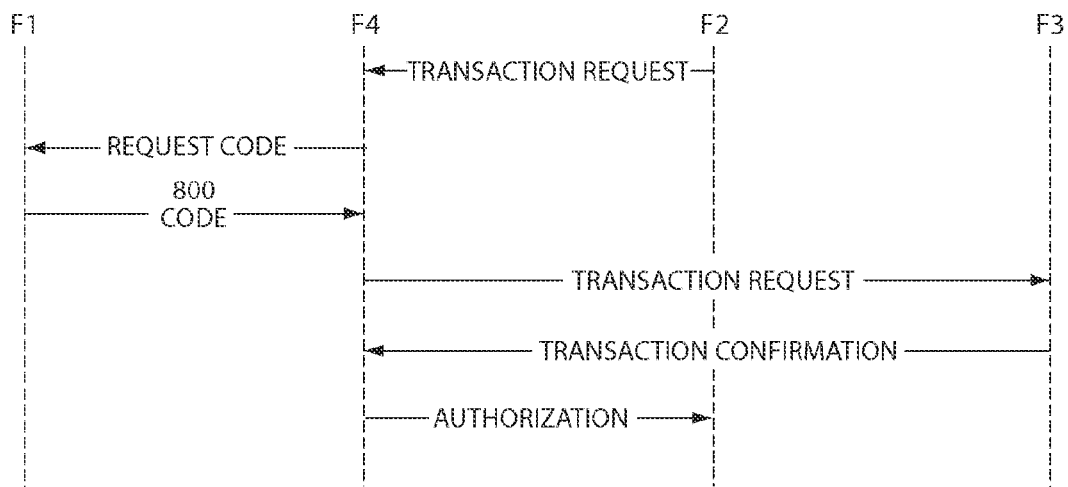 F1 F4 F2 F3
TRANSACTION REQUEST
REQUEST CODE
800
CODE
TRANSACTION REQUEST
TRANSACTION CONFIRMATION
AUTHORIZATION